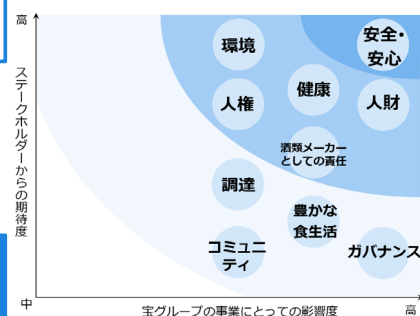 高
ステークホルダーからの期待度
中
環境
安全・
安心
人権
健康
人財
酒類メーカー
としての責任
調達
豊かな
食生活
コミュニ
ティ
ガバナンス
宝グループの事業にとっての影響度
高